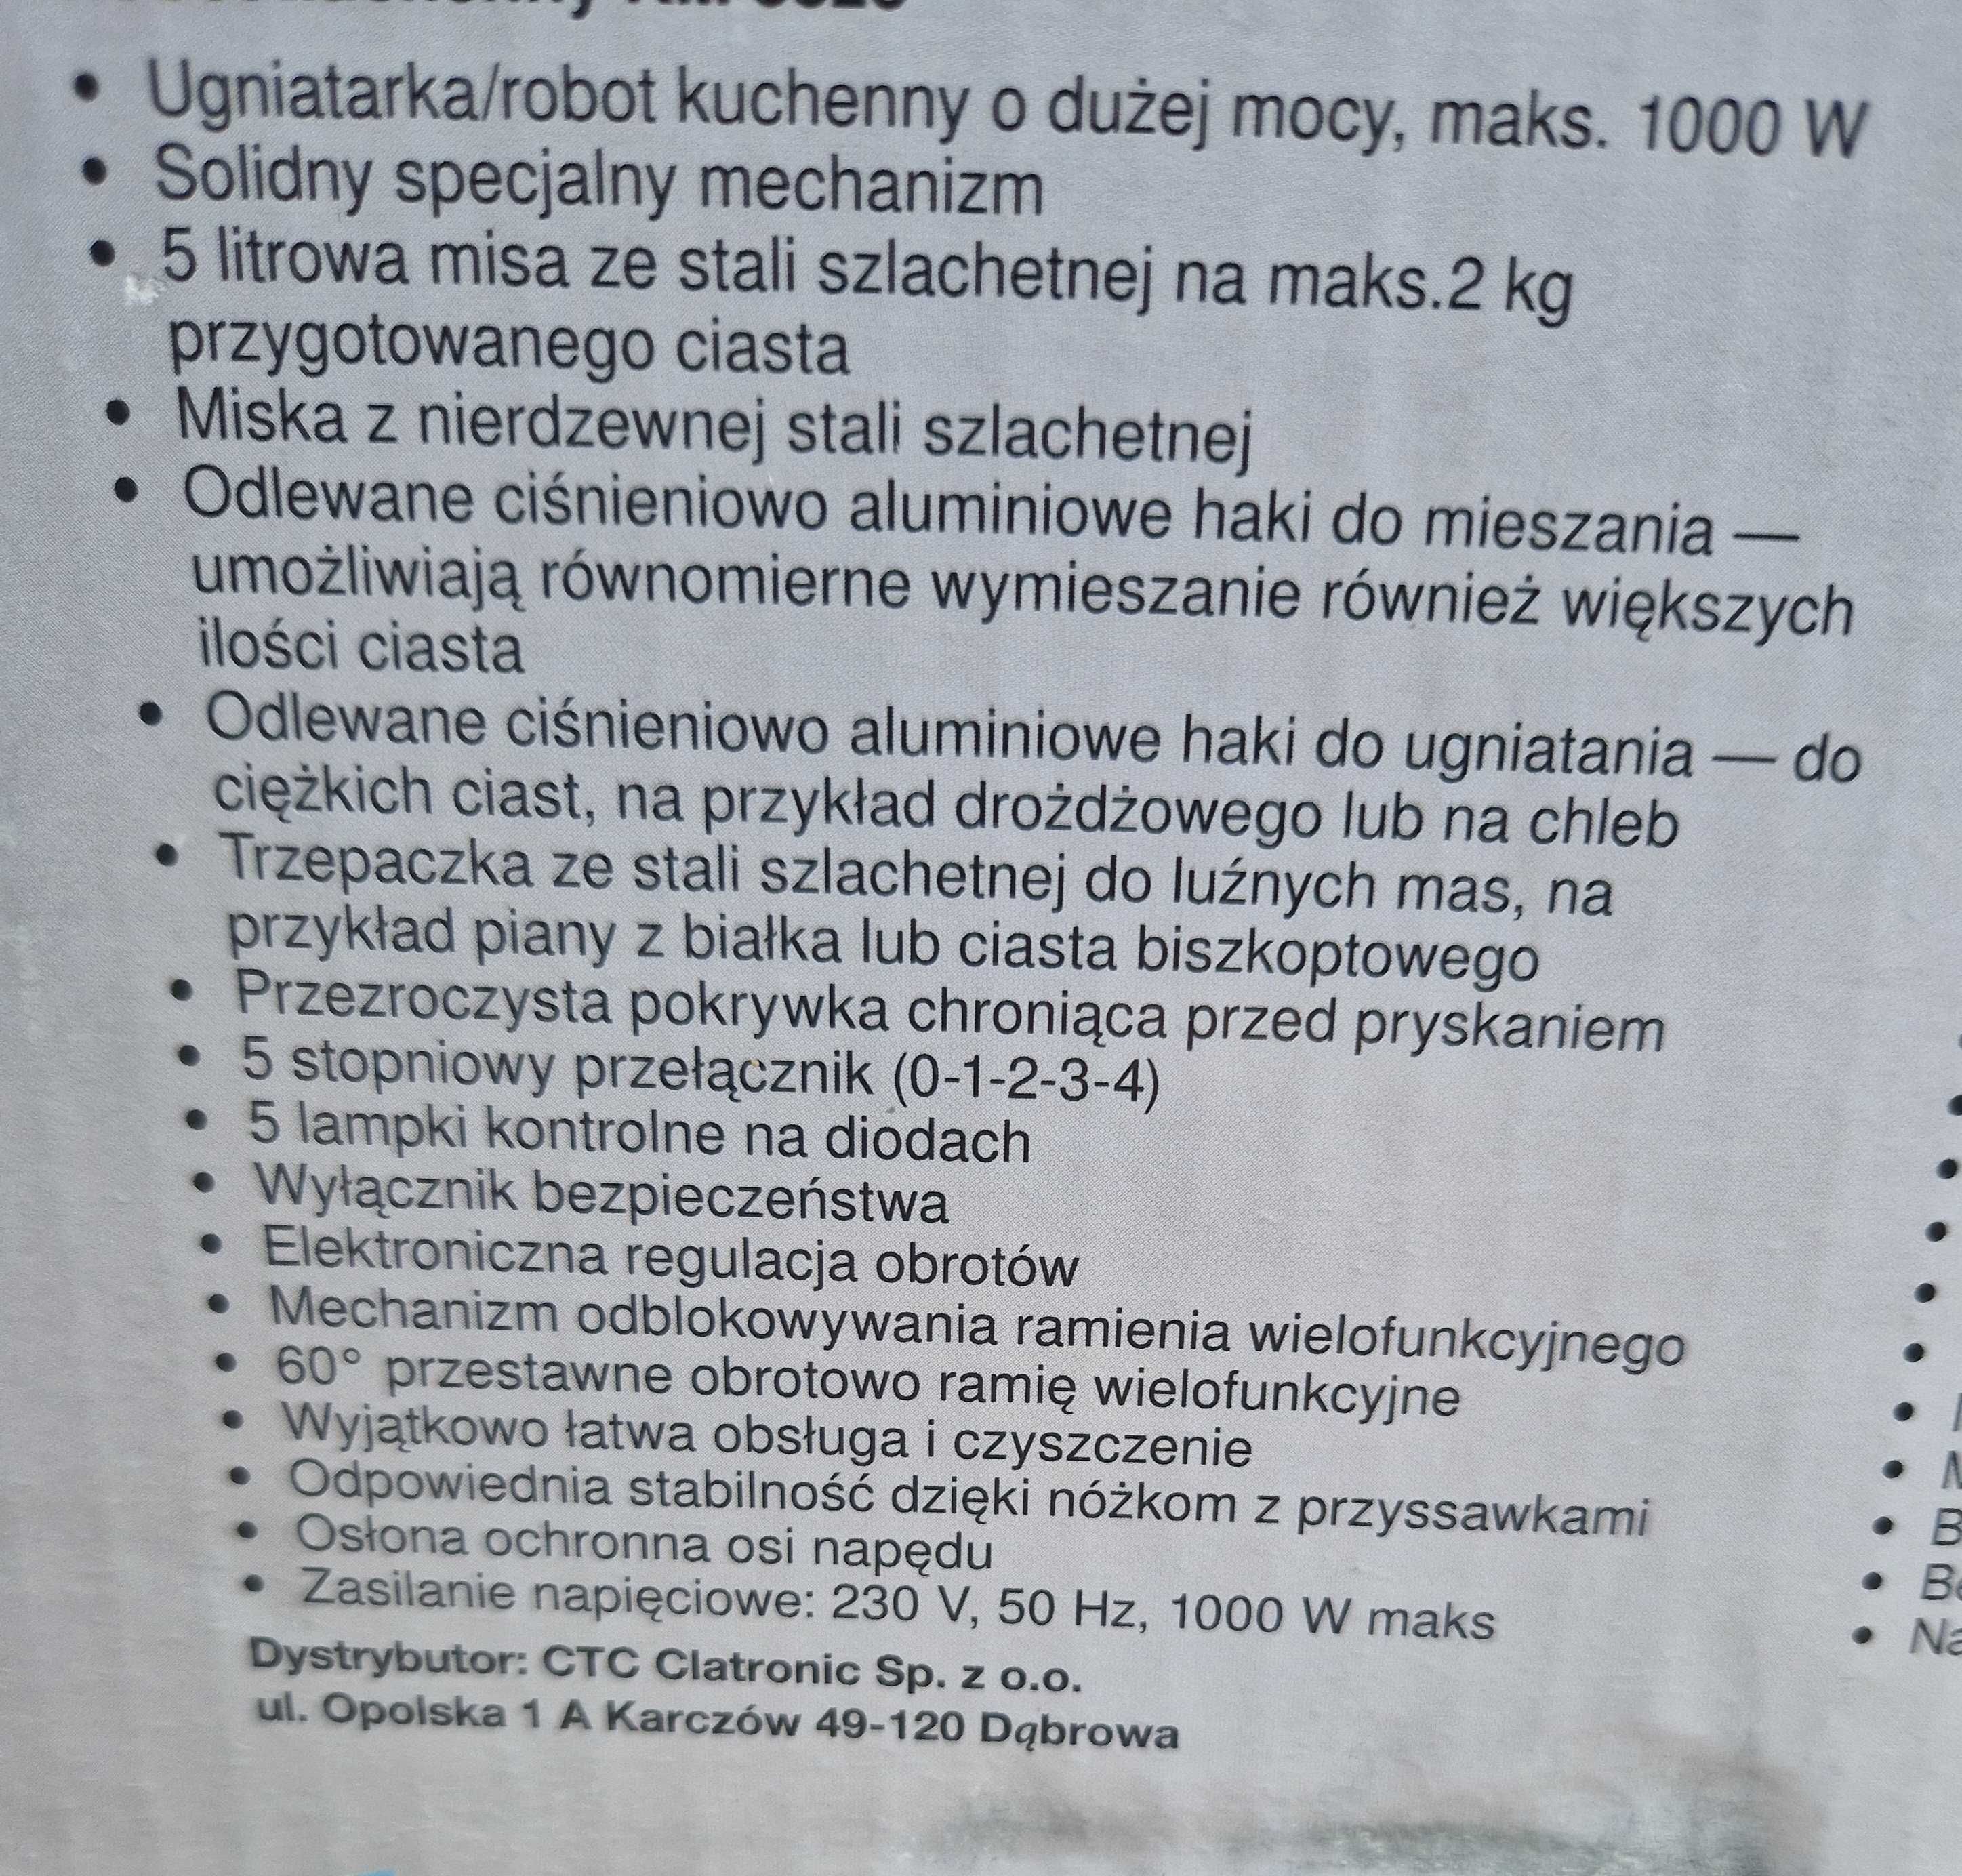 • Ugniatarka/robot kuchenny o dużej mocy, maks. 1000 W
• Solidny specjalny mechanizm
• 5 litrowa misa ze stali szlachetnej na maks.2 kg
przygotowanego ciasta
• Miska z nierdzewnej stali szlachetnej
• Odlewane ciśnieniowo aluminiowe haki do mieszania —
umożliwiają równomierne wymieszanie również większych
ilości ciasta
• Odlewane ciśnieniowo aluminiowe haki do ugniatania — do
ciężkich ciast, na przykład drożdżowego lub na chleb
• Trzepaczka ze stali szlachetnej do luźnych mas, na
przykład piany z białka lub ciasta biszkoptowego
• Przezroczysta pokrywka chroniąca przed pryskaniem
• 5 stopniowy przełącznik (0-1-2-3-4)
• 5 lampki kontrolne na diodach
• Wyłącznik bezpieczeństwa
• Elektroniczna regulacja obrotów
• Mechanizm odblokowywania ramienia wielofunkcyjnego
• 60° przestawne obrotowo ramię wielofunkcyjne
• Wyjątkowo łatwa obsługa i czyszczenie
• Odpowiednia stabilność dzięki nóżkom z przyssawkami
• Osłona ochronna osi napędu
• Zasilanie napięciowe: 230 V, 50 Hz, 1000 W maks
Dystrybutor: CTC Clatronic Sp. z o.o.
ul. Opolska 1 A Karczów 49-120 Dąbrowa